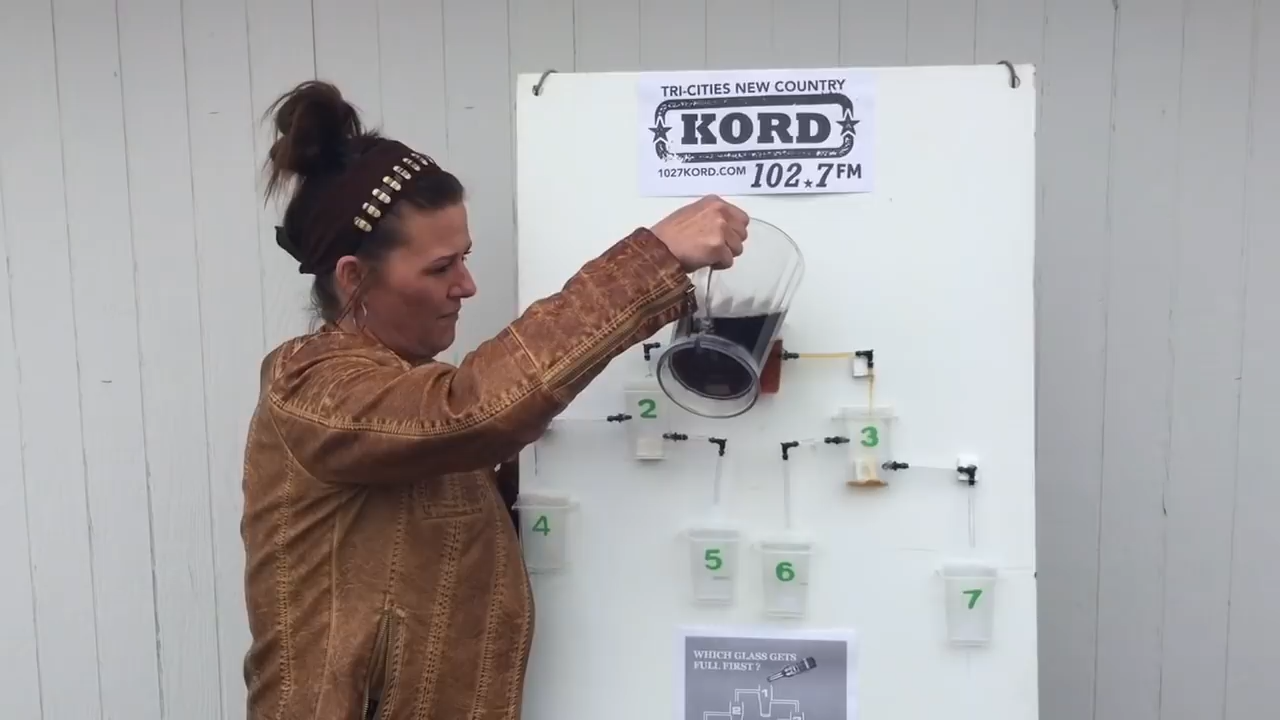 TRI-CITIES NEW COUNTRY
KORD
1027KORD.COM 102.7FM
2
3
4
5
6
7
WHICH GLASS GETS
FULL FIRST?
1
2